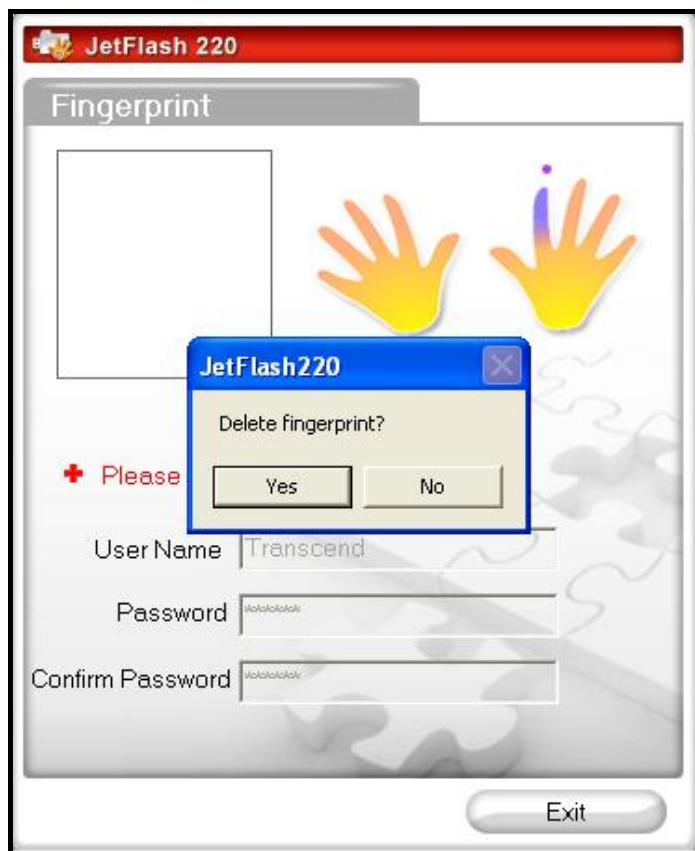 JetFlash 220
Fingerprint
JetFlash220
Delete fingerprint?
Yes No
Please
User Name Transcend
Password ********
Confirm Password ********
Exit